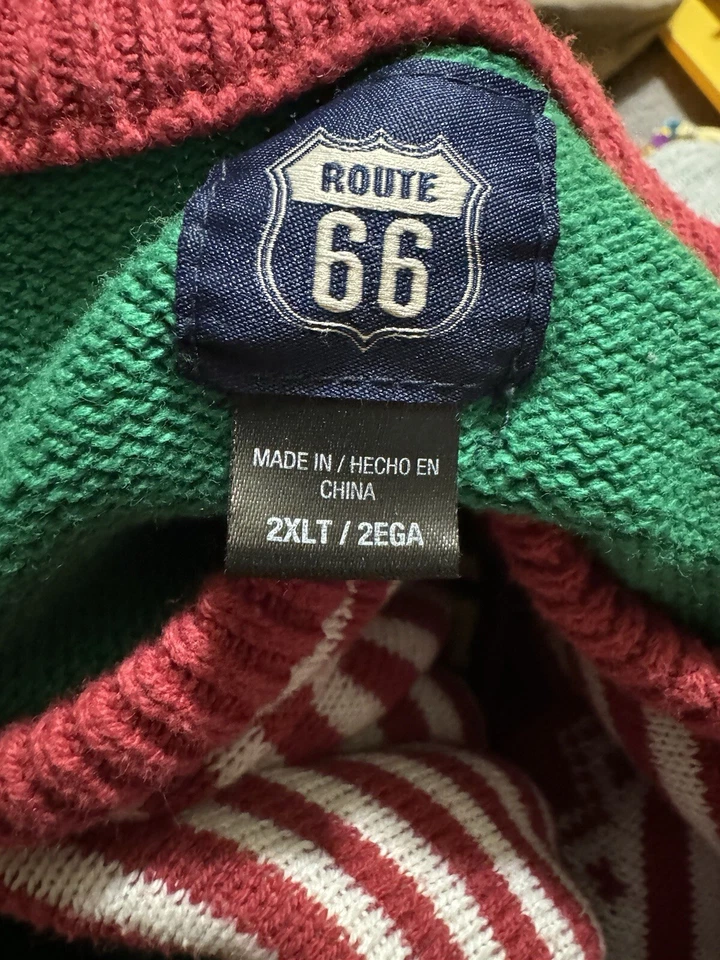 ROUTE
66
MADE IN / HECHO EN
CHINA
2XLT / 2EGA